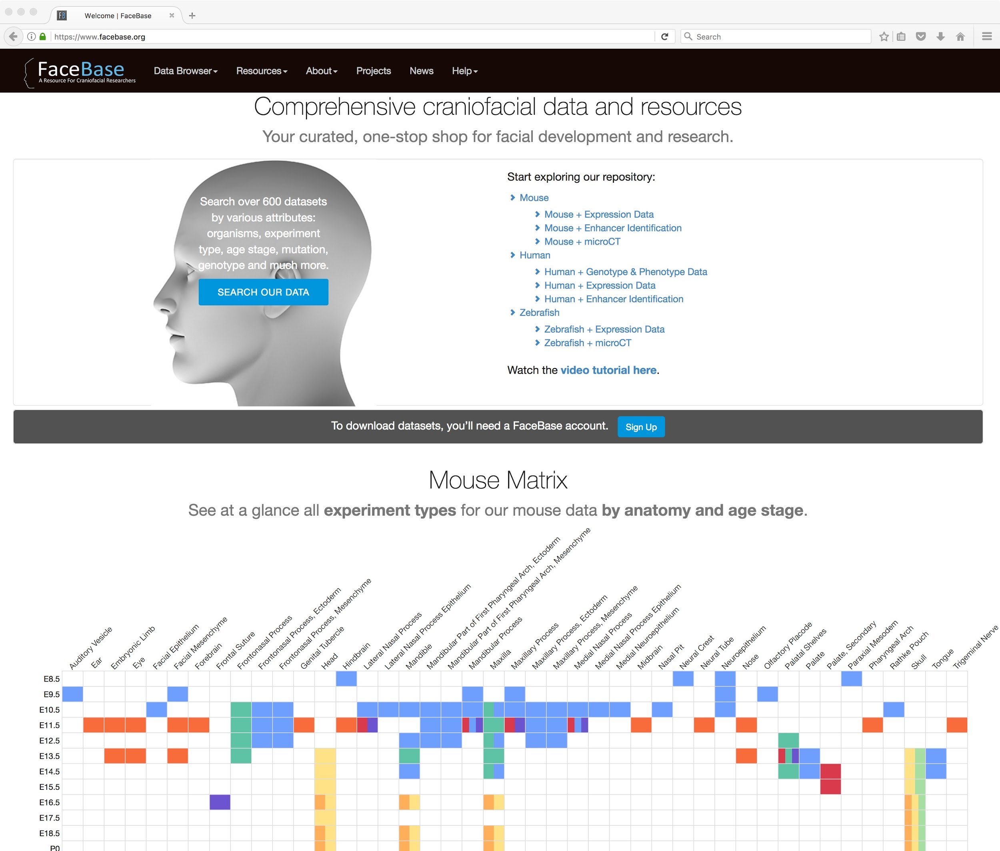 FB
Welcome | FaceBase
https://www.facebase.org
Search
FaceBase
A Resource For Craniofacial Researchers
Data Browser
Resources
About
Projects
News
Help
Comprehensive craniofacial data and resources
Your curated, one-stop shop for facial development and research.
Search over 600 datasets
by various attributes:
organisms, experiment
type, age stage, mutation,
genotype and much more.
SEARCH OUR DATA
Start exploring our repository:
Mouse
Mouse + Expression Data
Mouse + Enhancer Identification
Mouse + microCT
Human
Human + Genotype & Phenotype Data
Human + Expression Data
Human + Enhancer Identification
Zebrafish
Zebrafish + Expression Data
Zebrafish + microCT
Watch the video tutorial here.
To download datasets, you’ll need a FaceBase account.
Sign Up
Mouse Matrix
See at a glance all experiment types for our mouse data by anatomy and age stage.
Auditory Vesicle
Ear
Embryonic Limb
Eye
Facial Epithelium
Facial Mesenchyme
Forebrain
Frontal Suture
Frontonasal Process
Frontonasal Process, Ectoderm
Frontonasal Process, Mesenchyme
Genital Tubercle
Head
Hindbrain
Lateral Nasal Process
Lateral Nasal Process Epithelium
Mandible
Mandibular Part of First Pharyngeal Arch, Ectoderm
Mandibular Part of First Pharyngeal Arch, Mesenchyme
Mandibular Process
Maxilla
Maxillary Process
Maxillary Process, Ectoderm
Maxillary Process, Mesenchyme
Medial Nasal Process
Medial Nasal Process Epithelium
Medial Neuroepithelium
Midbrain
Nasal Pit
Neural Crest
Neural Tube
Neuroepithelium
Nose
Olfactory Placode
Palatal Shelves
Palate
Palate, Secondary
Paraxial Mesoderm
Pharyngeal Arch
Rathke Pouch
Skull
Tongue
Trigeminal Nerve
E8.5
E9.5
E10.5
E11.5
E12.5
E13.5
E14.5
E15.5
E16.5
E17.5
E18.5
P0